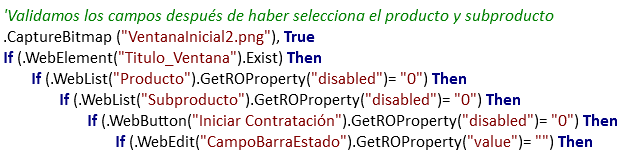 'Validamos los campos después de haber selecciona el producto y subproducto
.CaptureBitmap ("VentanaInicial2.png"), True
If (.WebElement("Titulo_Ventana").Exist) Then
If (.WebList("Producto").GetROProperty("disabled")= "0") Then
If (.WebList("Subproducto").GetROProperty("disabled")= "0") Then
If (.WebButton("Iniciar Contratación").GetROProperty("disabled")= "0") Then
If (.WebEdit("CampoBarraEstado").GetROProperty("value")= "") Then